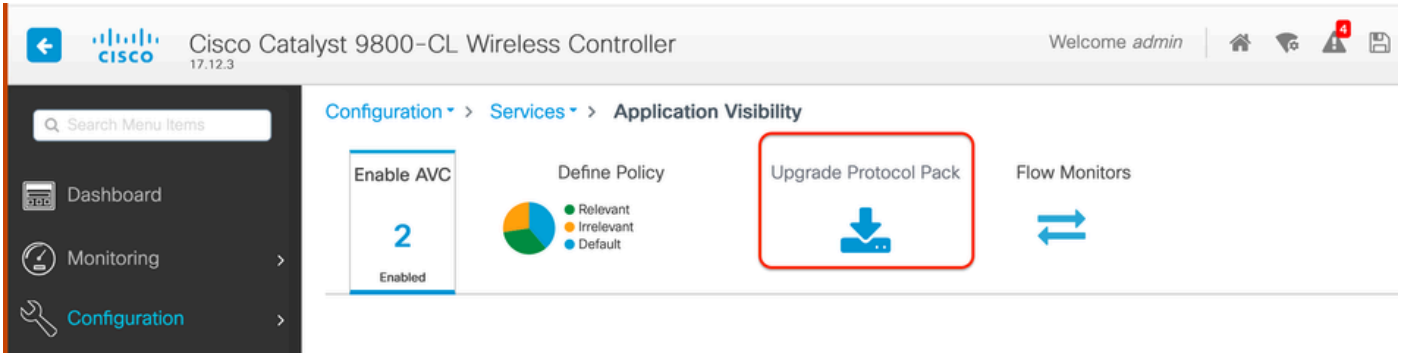 CISCO
Cisco Catalyst 9800-CL Wireless Controller
17.12.3
Welcome admin
4
Search Menu Items
Dashboard
Monitoring
Configuration
Configuration > Services > Application Visibility
Enable AVC
2
Enabled
Define Policy
Relevant
Irrelevant
Default
Upgrade Protocol Pack
Flow Monitors